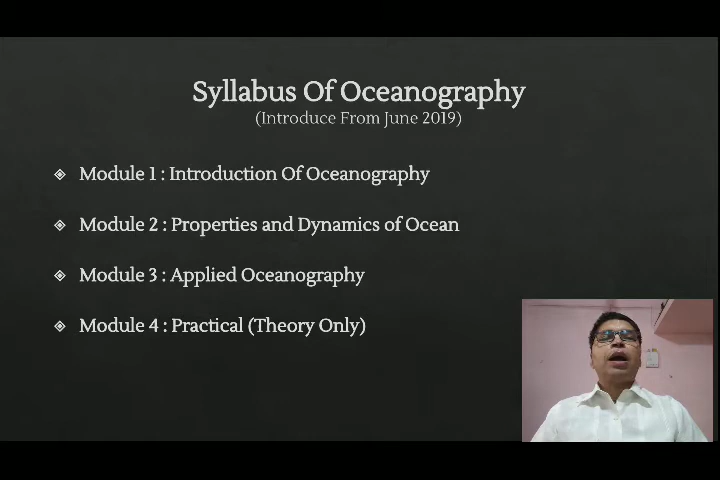 Syllabus Of Oceanography
(Introduce From June 2019)
Module 1 : Introduction Of Oceanography
Module 2 : Properties and Dynamics of Ocean
Module 3 : Applied Oceanography
Module 4 : Practical (Theory Only)